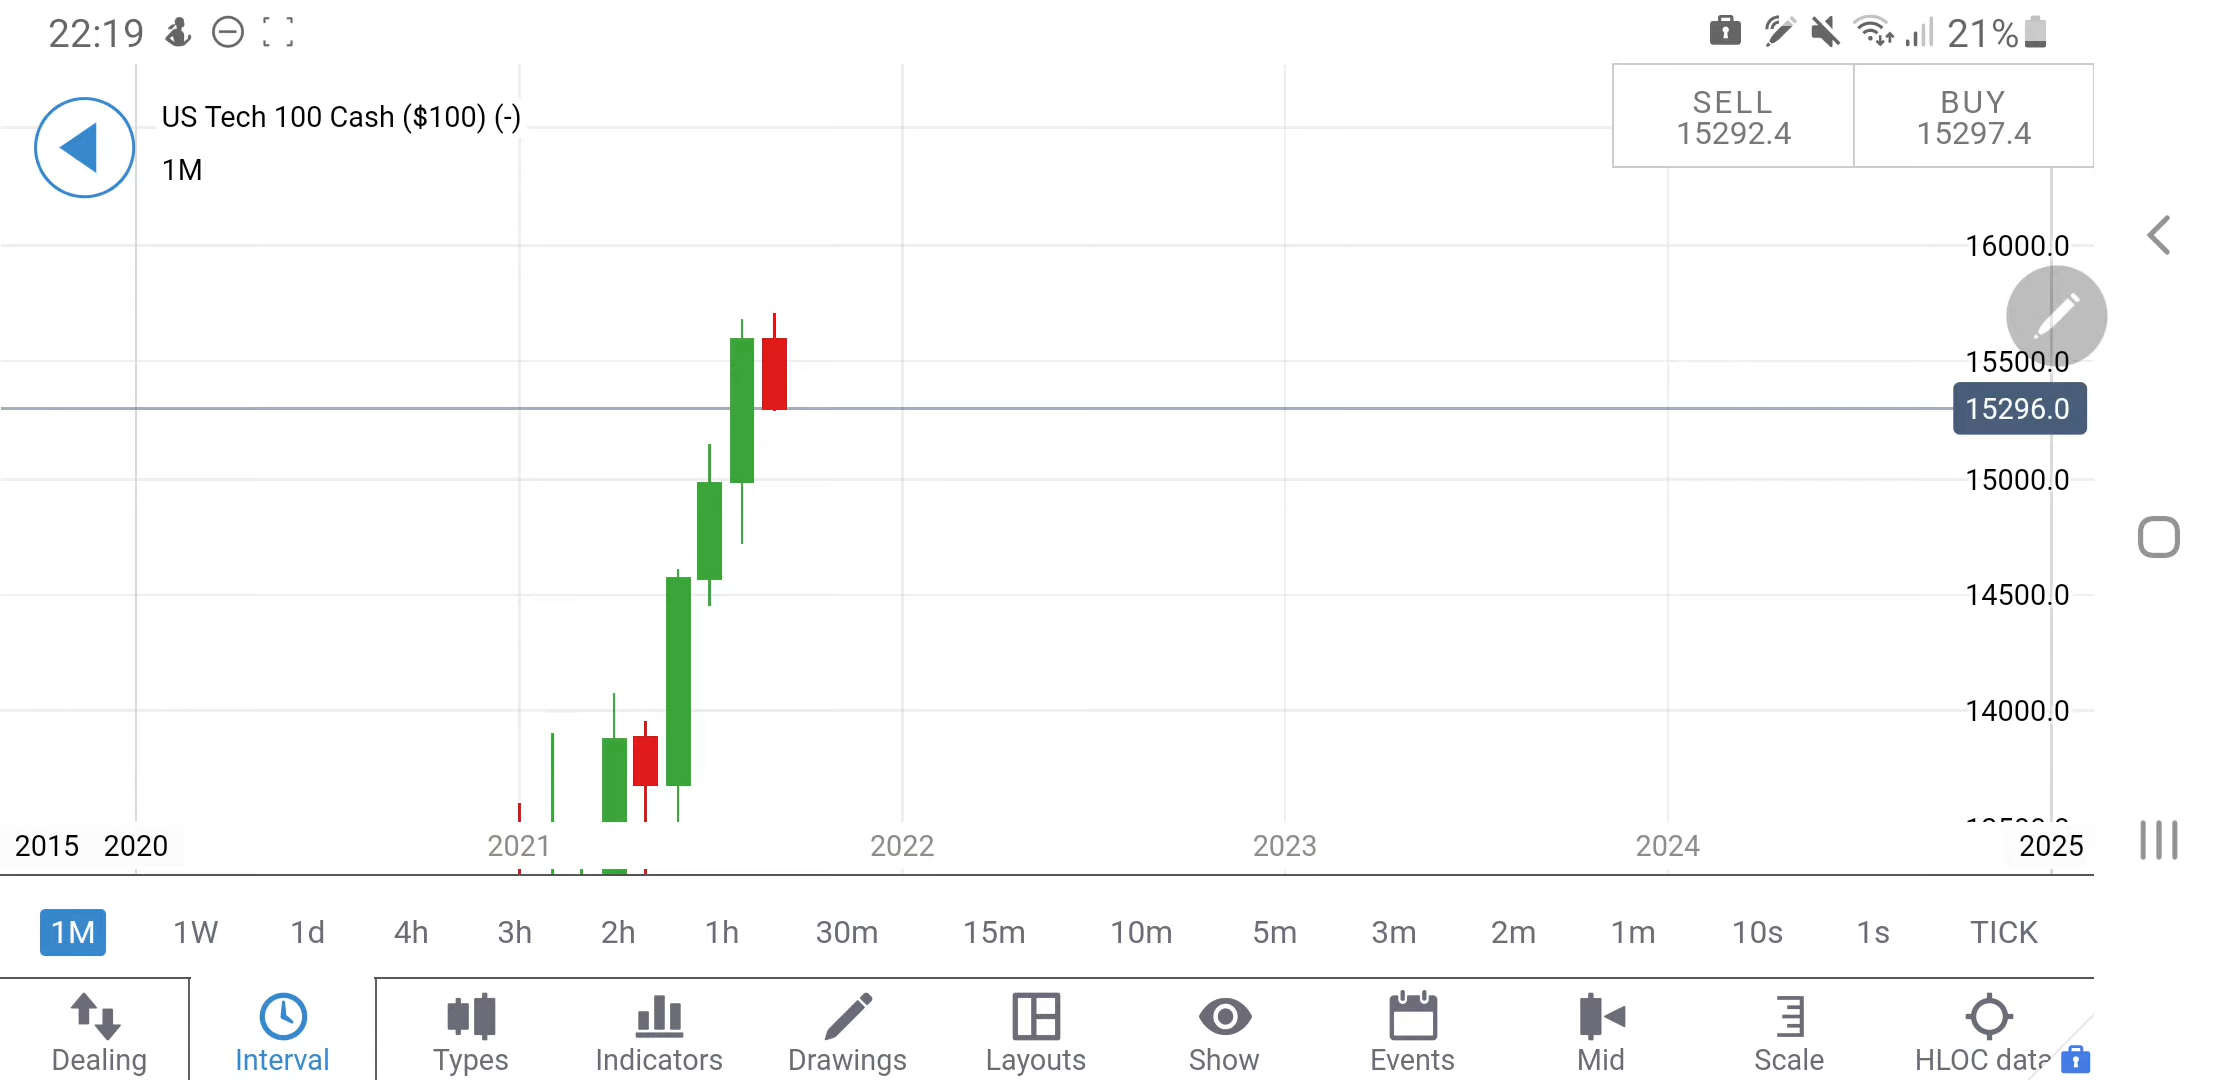 22:19
21%
US Tech 100 Cash ($100) (-)
1M
SELL
15292.4
BUY
15297.4
16000.0
15500.0
15296.0
15000.0
14500.0
14000.0
2015 2020 2021 2022 2023 2024 2025
1M 1W 1d 4h 3h 2h 1h 30m 15m 10m 5m 3m 2m 1m 10s 1s TICK
Dealing Interval Types Indicators Drawings Layouts Show Events Mid Scale HLOC data